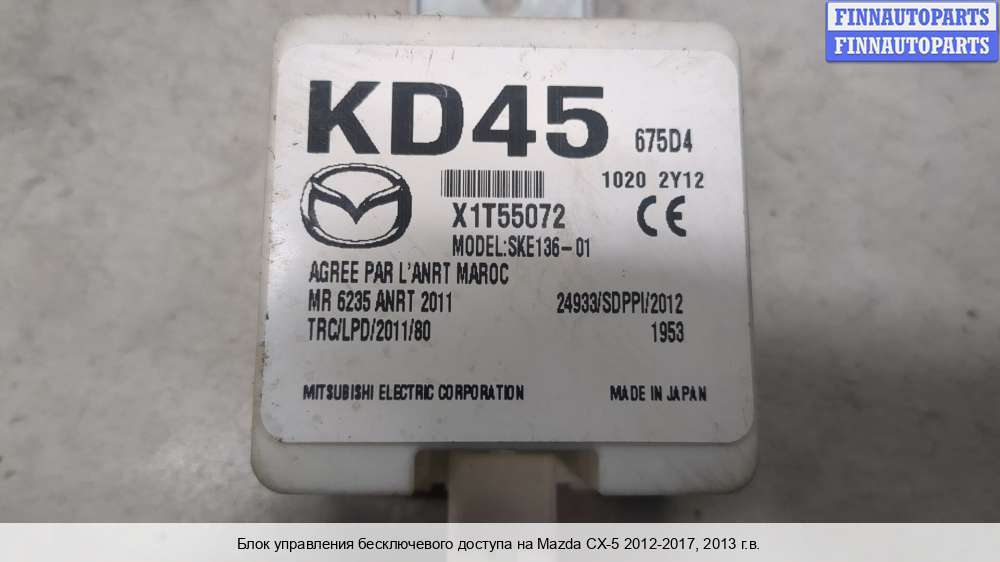 FINNAUTOPARTS
FINNAUTOPARTS
KD45 675D4
1020 2Y12
X1T55072
MODEL:SKE136-01
CE
AGREE PAR L'ANRT MAROC
MR 6235 ANRT 2011 24933/SDPPI/2012
TRC/LPD/2011/80 1953
MITSUBISHI ELECTRIC CORPORATION MADE IN JAPAN
Блок управления бесключевого доступа на Mazda CX-5 2012-2017, 2013 г.в.